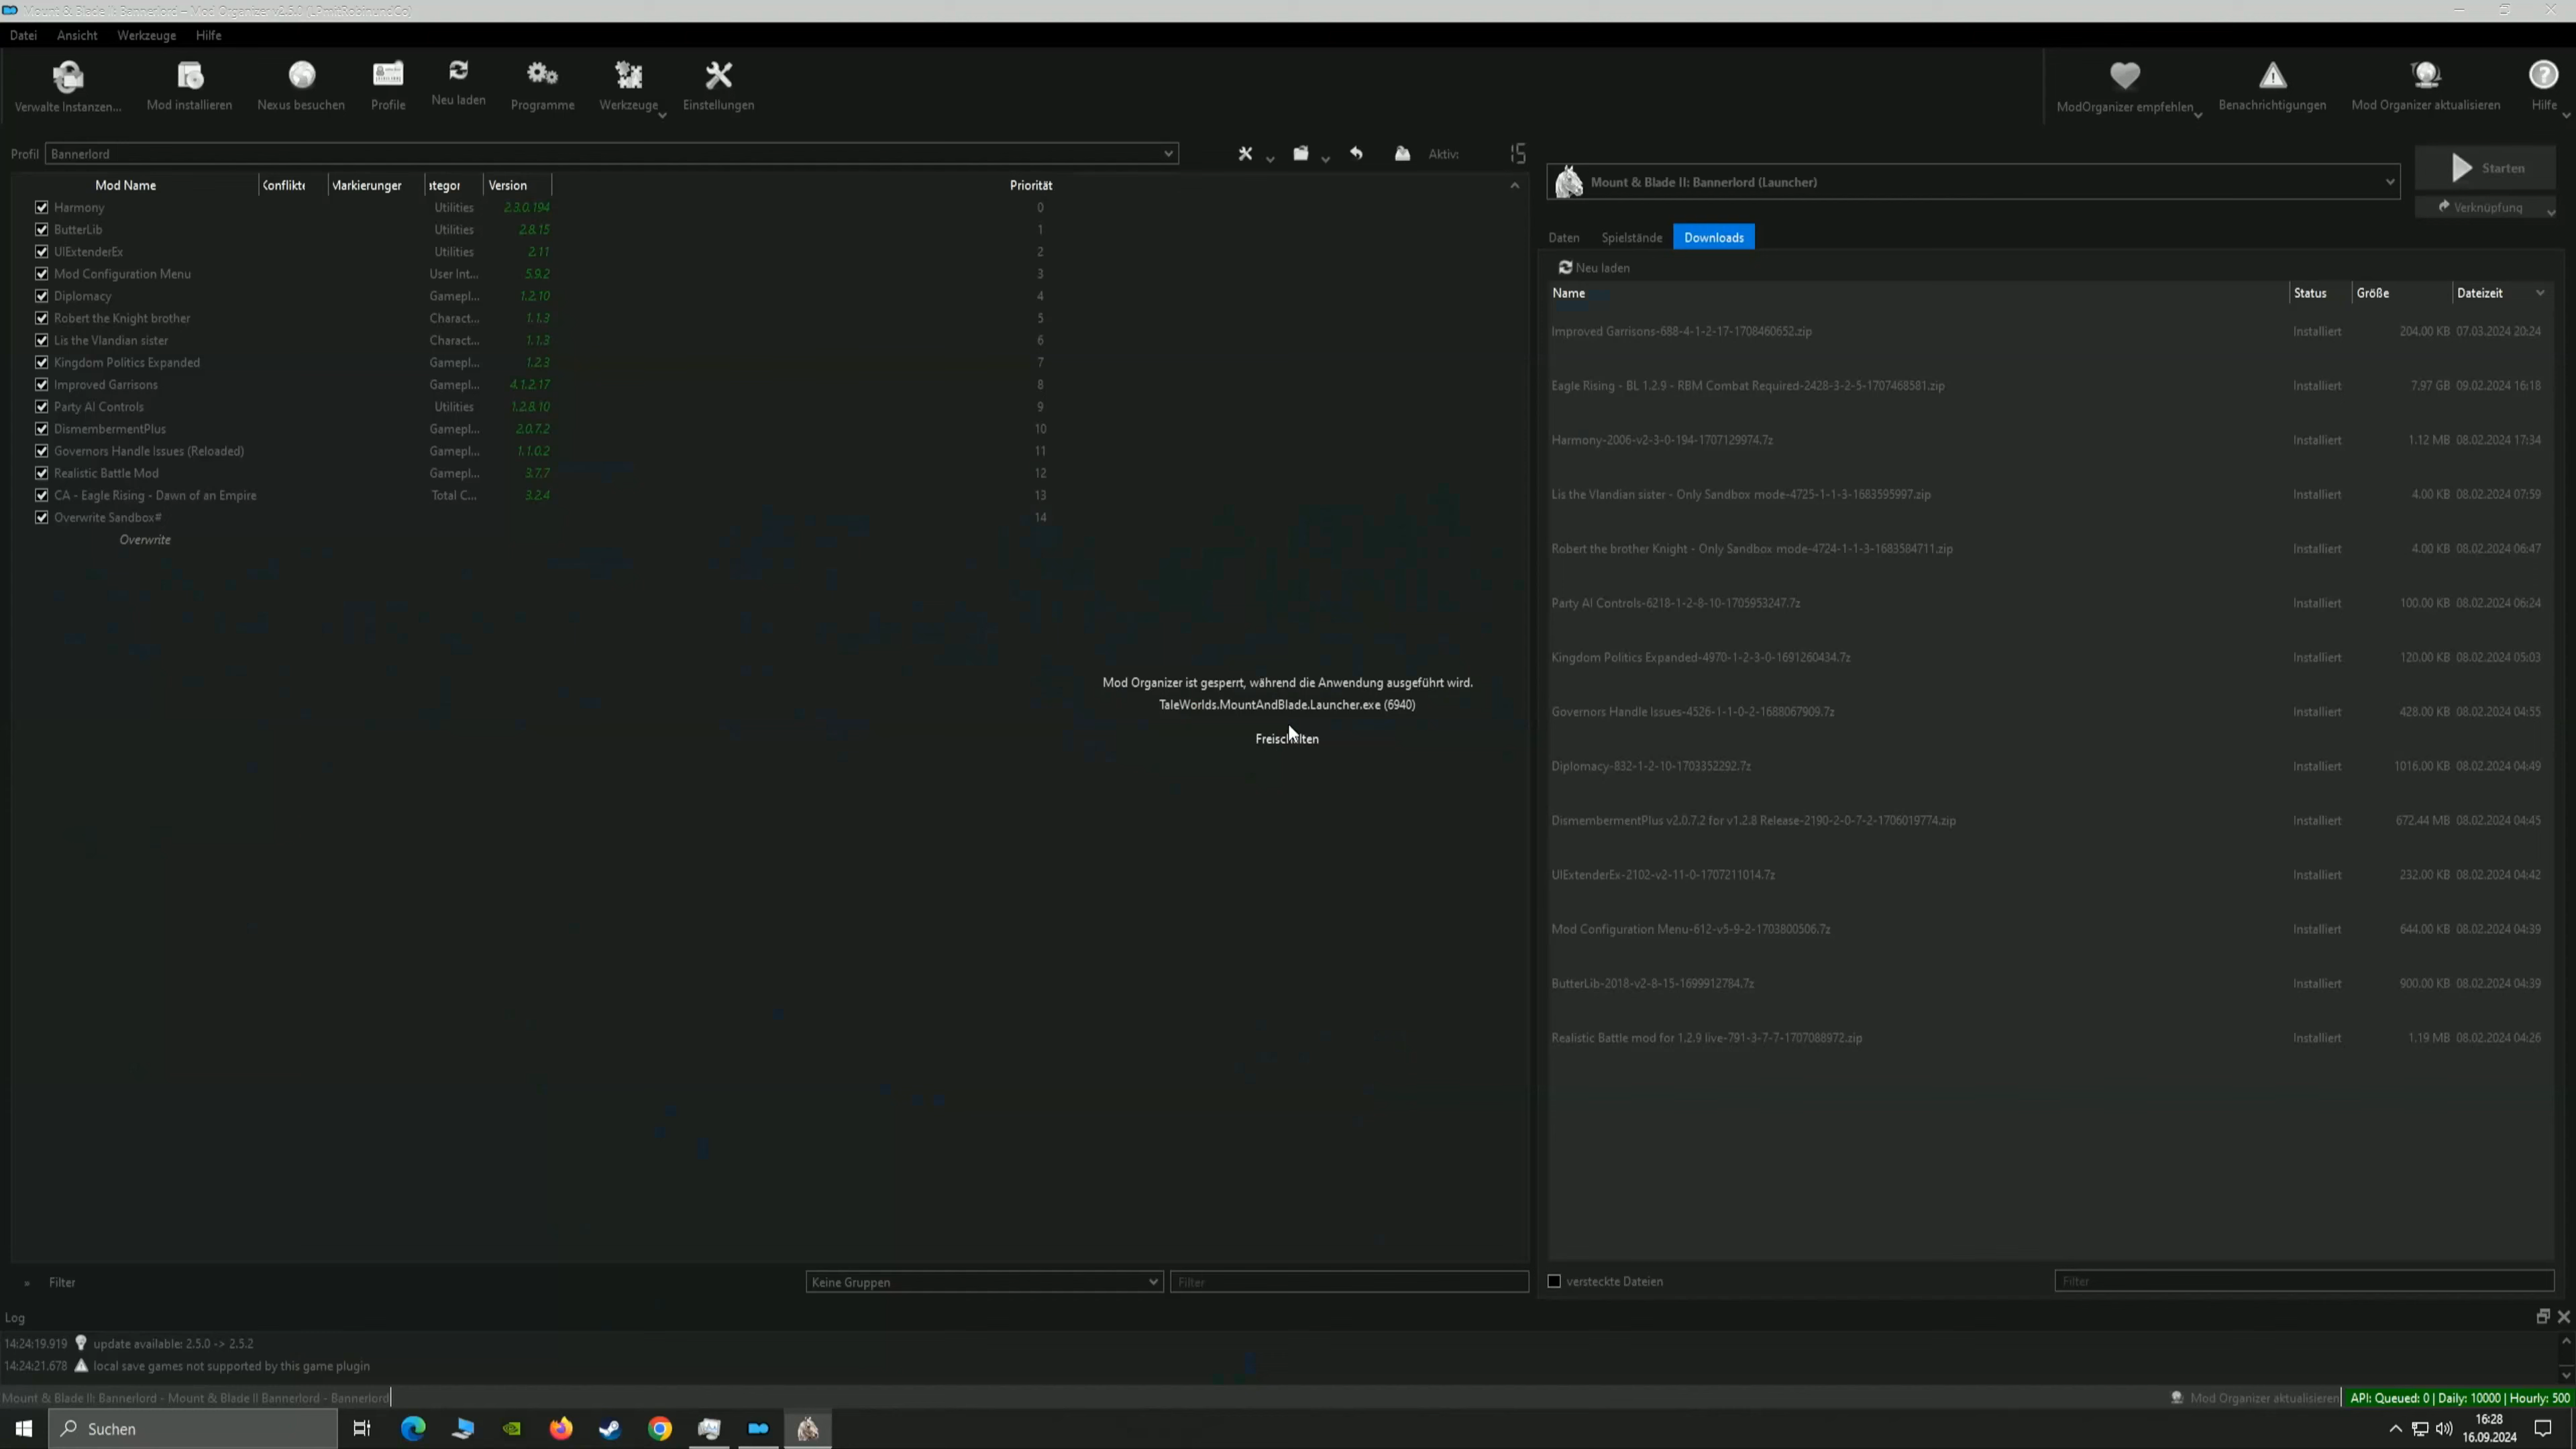 Mount & Blade II: Bannerlord – Mod Organizer v2.5.0 (LPmitRobinundCo)
Datei Ansicht Werkzeuge Hilfe
Verwalte Instanzen... Mod installieren Nexus besuchen Profile Neu laden Programme Werkzeuge Einstellungen ModOrganizer empfehlen Benachrichtigungen Mod Organizer aktualisieren Hilfe
Profil Bannerlord Aktiv: 15
Mount & Blade II: Bannerlord (Launcher) Starten
Verknüpfung
Mod Name Konflikte Markierunger ategor Version Priorität
Harmony Utilities 2.3.0.194 0
ButterLib Utilities 2.8.15 1
UIExtenderEx Utilities 2.11 2
Mod Configuration Menu User Int... 5.9.2 3
Diplomacy Gamepl... 1.2.10 4
Robert the Knight brother Charact... 1.1.3 5
Lis the Vlandian sister Charact... 1.1.3 6
Kingdom Politics Expanded Gamepl... 1.2.3 7
Improved Garrisons Gamepl... 4.1.2.17 8
Party AI Controls Utilities 1.2.8.10 9
DismembermentPlus Gamepl... 2.0.7.2 10
Governors Handle Issues (Reloaded) Gamepl... 1.1.0.2 11
Realistic Battle Mod Gamepl... 3.7.7 12
CA - Eagle Rising - Dawn of an Empire Total C... 3.2.4 13
Overwrite Sandbox# 14
Overwrite
Mod Organizer ist gesperrt, während die Anwendung ausgeführt wird.
TaleWorlds.MountAndBlade.Launcher.exe (6940)
Daten Spielstände Downloads
Neu laden
Name Status Größe Dateizeit
Improved Garrisons-688-4-1-2-17-1708460652.zip Installiert 204.00 KB 07.03.2024 20:24
Eagle Rising - BL 1.2.9 - RBM Combat Required-2428-3-2-5-1707468581.zip Installiert 7.97 GB 09.02.2024 16:18
Harmony-2006-v2-3-0-194-1707129974.7z Installiert 1.12 MB 08.02.2024 17:34
Lis the Vlandian sister - Only Sandbox mode-4725-1-1-3-1683595997.zip Installiert 4.00 KB 08.02.2024 07:59
Robert the brother Knight - Only Sandbox mode-4724-1-1-3-1683584711.zip Installiert 4.00 KB 08.02.2024 06:47
Party AI Controls-6218-1-2-8-10-1705953247.7z Installiert 100.00 KB 08.02.2024 06:24
Kingdom Politics Expanded-4970-1-2-3-0-1691260434.7z Installiert 120.00 KB 08.02.2024 05:03
Governors Handle Issues-4526-1-1-0-2-1688067909.7z Installiert 428.00 KB 08.02.2024 04:55
Diplomacy-832-1-2-10-1703352292.7z Installiert 1016.00 KB 08.02.2024 04:49
DismembermentPlus v2.0.7.2 for v1.2.8 Release-2190-2-0-7-2-1706019774.zip Installiert 672.44 MB 08.02.2024 04:45
UIExtenderEx-2102-v2-11-0-1707211014.7z Installiert 232.00 KB 08.02.2024 04:42
Mod Configuration Menu-612-v5-9-2-1703800506.7z Installiert 644.00 KB 08.02.2024 04:39
ButterLib-2018-v2-8-15-1699912784.7z Installiert 900.00 KB 08.02.2024 04:39
Realistic Battle mod for 1.2.9 live-791-3-7-7-1707088972.zip Installiert 1.19 MB 08.02.2024 04:26
» Filter Keine Gruppen Filter
versteckte Dateien Filter
Log
14:24:19.919 update available: 2.5.0 -> 2.5.2
14:24:21.678 local save games not supported by this game plugin
Mount & Blade II: Bannerlord - Mount & Blade II Bannerlord - Bannerlord Mod Organizer aktualisieren API: Queued: 0 | Daily: 10000 | Hourly: 500
Suchen
16:28
16.09.2024